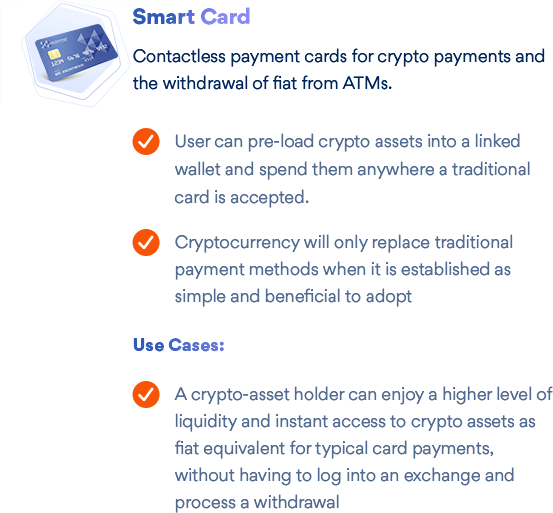 Smart Card
Contactless payment cards for crypto payments and
the withdrawal of fiat from ATMs.
User can pre-load crypto assets into a linked
wallet and spend them anywhere a traditional
card is accepted.
Cryptocurrency will only replace traditional
payment methods when it is established as
simple and beneficial to adopt
Use Cases:
A crypto-asset holder can enjoy a higher level of
liquidity and instant access to crypto assets as
fiat equivalent for typical card payments,
without having to log into an exchange and
process a withdrawal